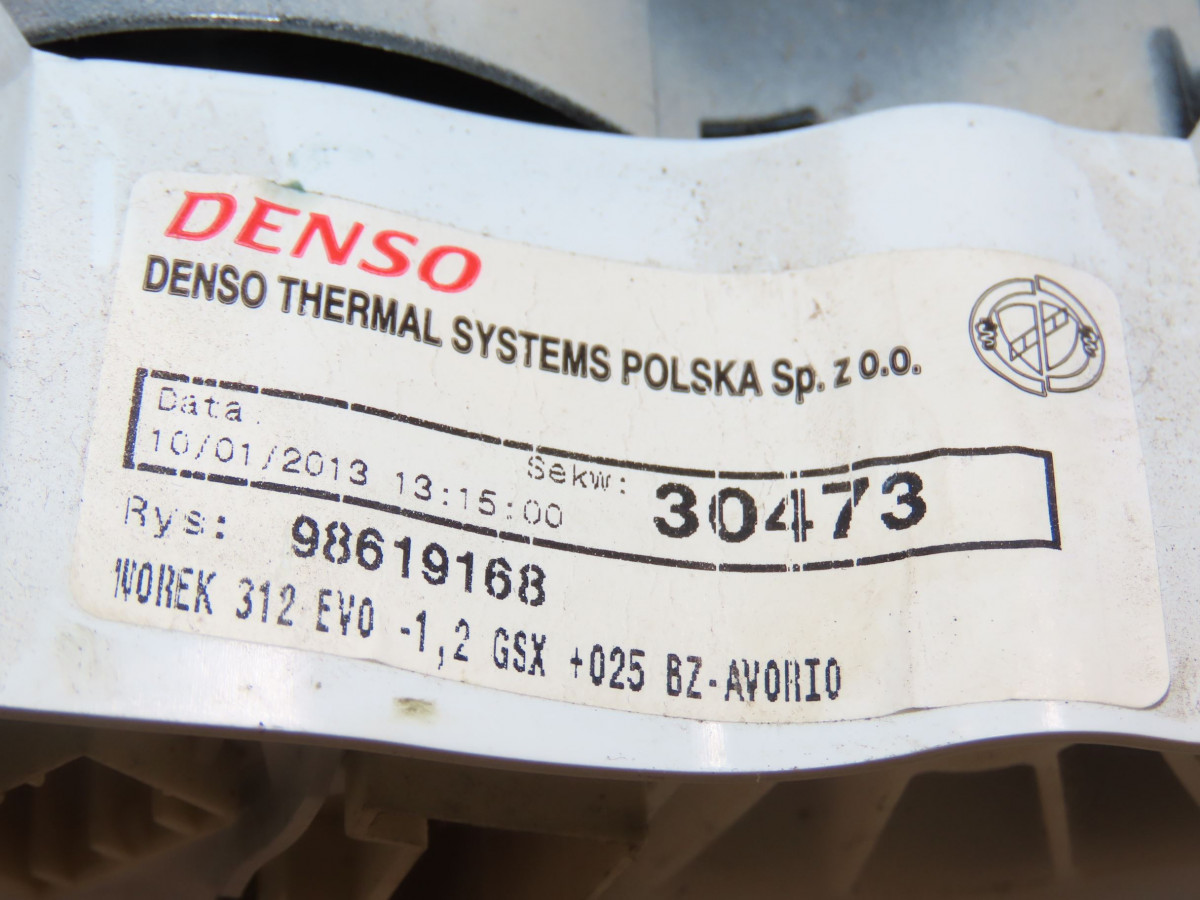 DENSO
DENSO THERMAL SYSTEMS POLSKA Sp. z o.o.
Data:
10/01/2013 13:15:00 Sekw: 30473
Rys: 98619168
WOREK 312 EVO -1,2 GSX +025 BZ-AVORIO